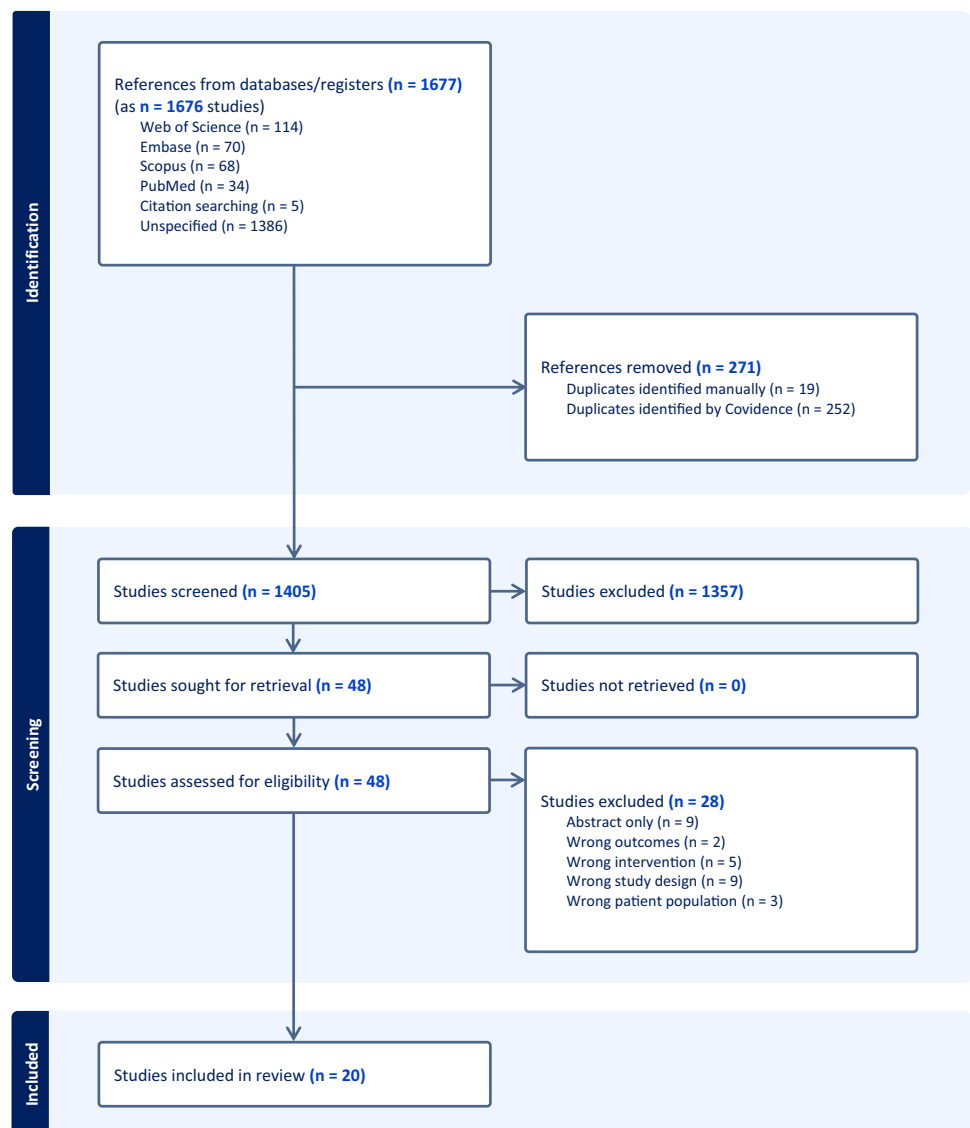 Identification
References from databases/registers (n = 1677)
(as n = 1676 studies)
Web of Science (n = 114)
Embase (n = 70)
Scopus (n = 68)
PubMed (n = 34)
Citation searching (n = 5)
Unspecified (n = 1386)
References removed (n = 271)
Duplicates identified manually (n = 19)
Duplicates identified by Covidence (n = 252)
Screening
Studies screened (n = 1405)
Studies excluded (n = 1357)
Studies sought for retrieval (n = 48)
Studies not retrieved (n = 0)
Studies assessed for eligibility (n = 48)
Studies excluded (n = 28)
Abstract only (n = 9)
Wrong outcomes (n = 2)
Wrong intervention (n = 5)
Wrong study design (n = 9)
Wrong patient population (n = 3)
Included
Studies included in review (n = 20)